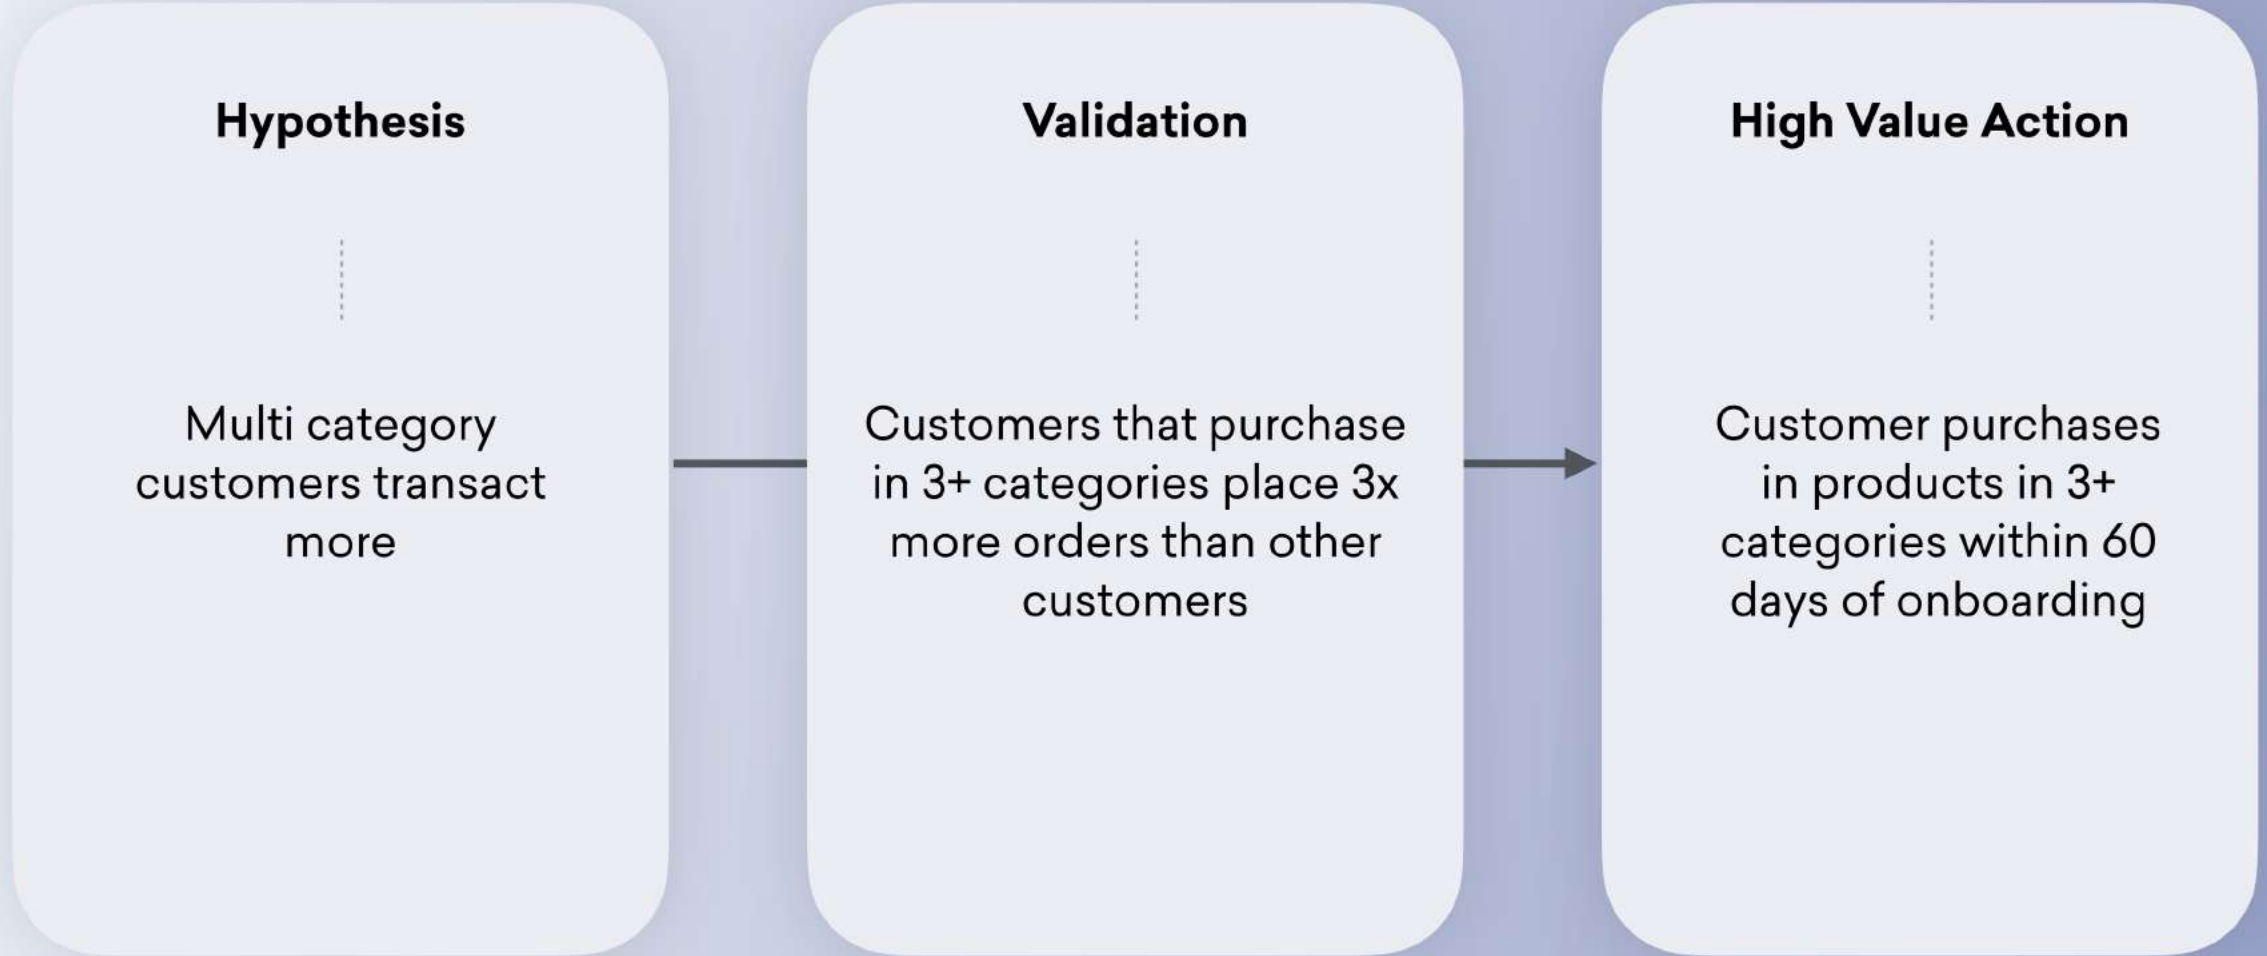 Hypothesis
Multi category
customers transact
more
Validation
Customers that purchase
in 3+ categories place 3x
more orders than other
customers
High Value Action
Customer purchases
in products in 3+
categories within 60
days of onboarding